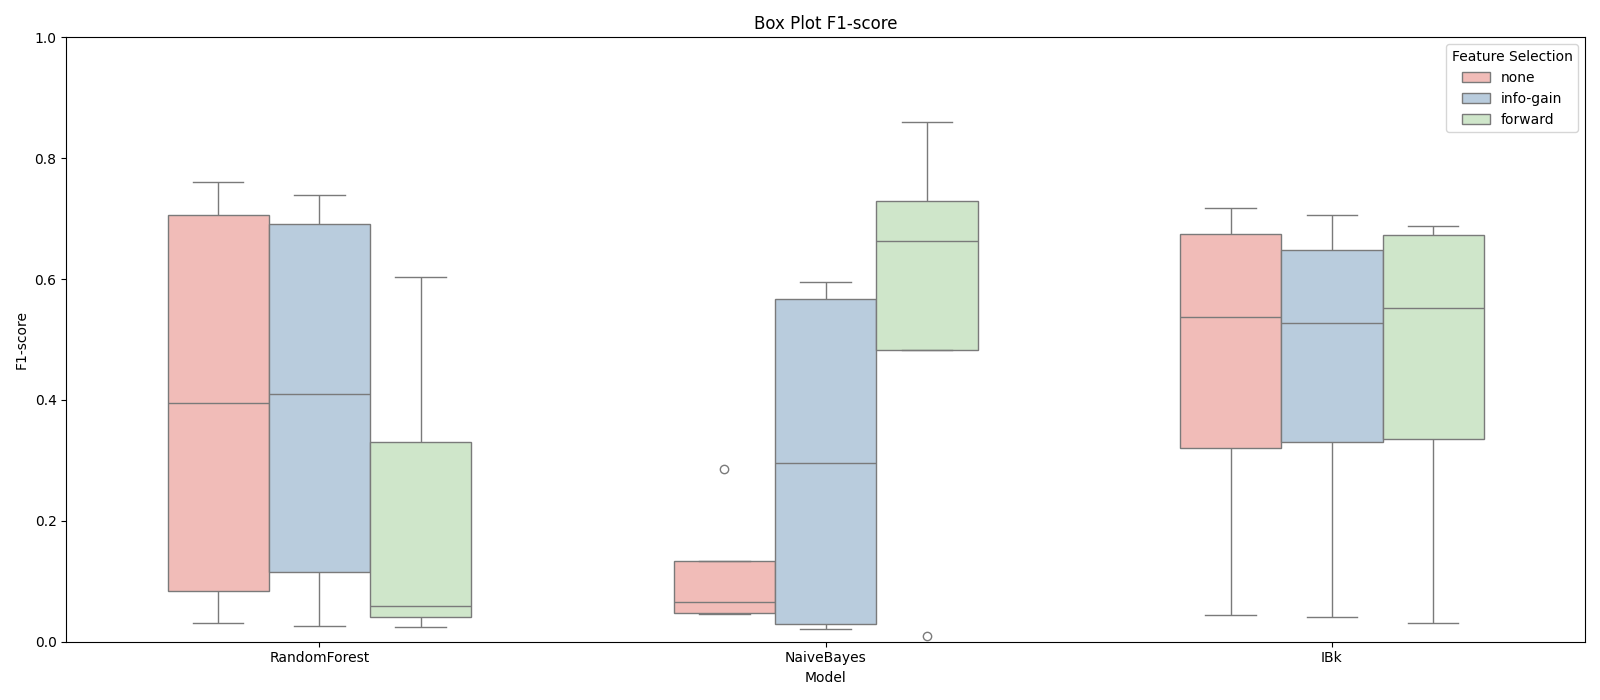 Box Plot F1-score
1.0
0.8
0.6
0.4
0.2
0.0
F1-score
Feature Selection
none
info-gain
forward
RandomForest
NaiveBayes
IBk
Model